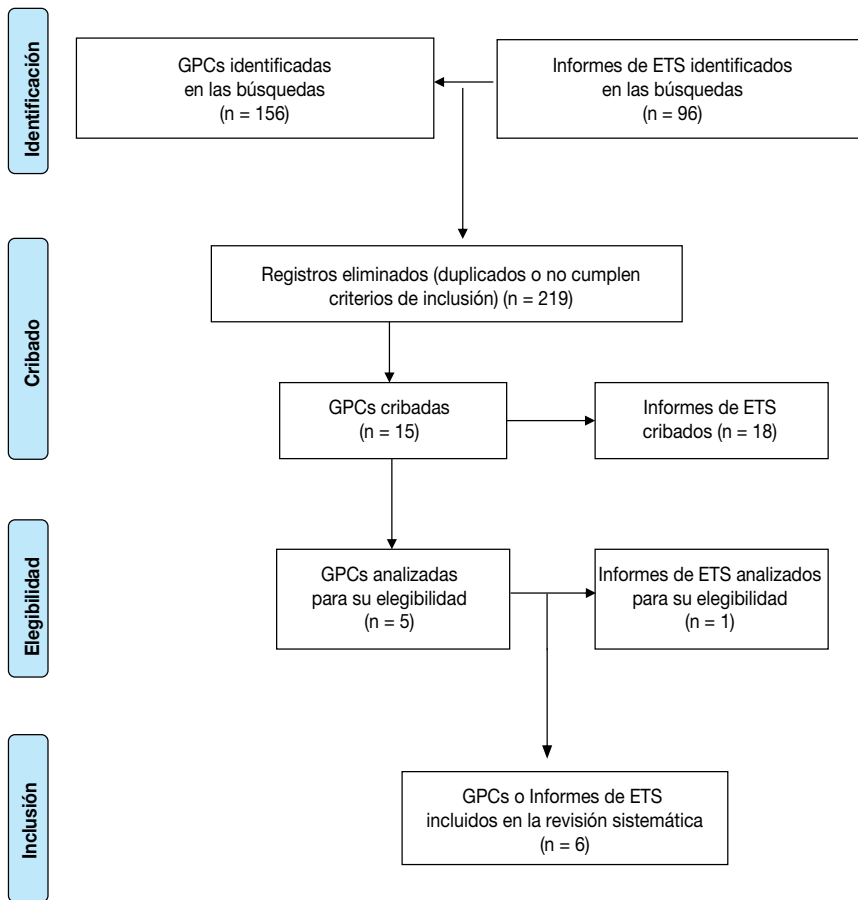 Identificación
GPCs identificadas
en las búsquedas
(n = 156)
Informes de ETS identificados
en las búsquedas
(n = 96)
Cribado
Registros eliminados (duplicados o no cumplen
criterios de inclusión) (n = 219)
GPCs cribadas
(n = 15)
Informes de ETS
cribados (n = 18)
Elegibilidad
GPCs analizadas
para su elegibilidad
(n = 5)
Informes de ETS analizados
para su elegibilidad
(n = 1)
Inclusión
GPCs o Informes de ETS
incluidos en la revisión sistemática
(n = 6)